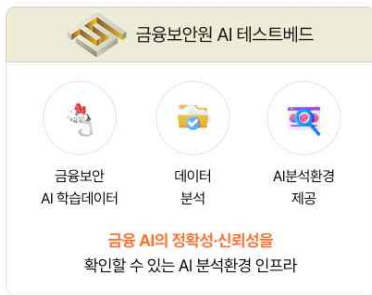 금융보안원 AI 테스트베드
금융보안
AI 학습데이터
데이터
분석
AI분석환경
제공
금융 AI의 정확성·신뢰성을
확인할 수 있는 AI 분석환경 인프라